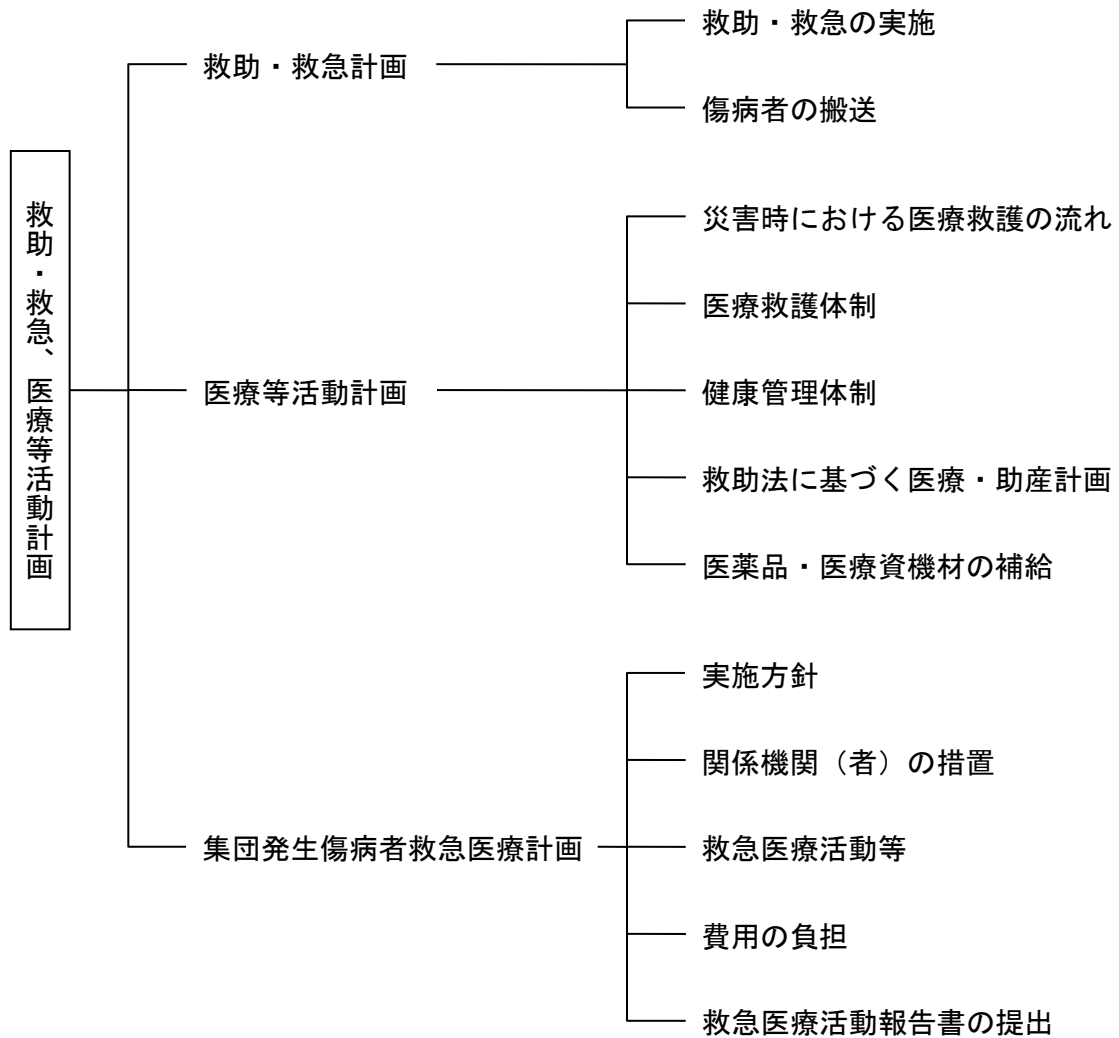 救助・救急、医療等活動計画
救助・救急計画
救助・救急の実施
傷病者の搬送
医療等活動計画
災害時における医療救護の流れ
医療救護体制
健康管理体制
救助法に基づく医療・助産計画
医薬品・医療資機材の補給
集団発生傷病者救急医療計画
実施方針
関係機関（者）の措置
救急医療活動等
費用の負担
救急医療活動報告書の提出